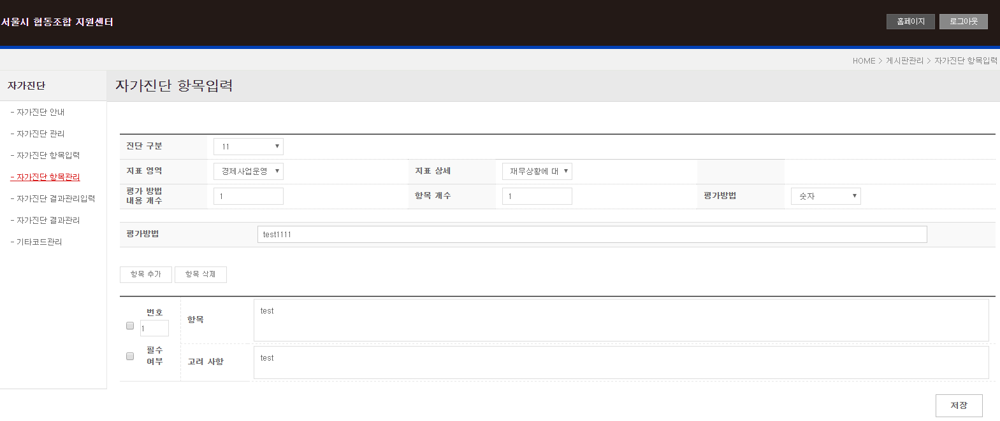 서울시 협동조합 지원센터
홈페이지 로그아웃
HOME > 게시판관리 > 자가진단 항목입력
자가진단
자가진단 항목입력
- 자가진단 안내
- 자가진단 관리
- 자가진단 항목입력
- 자가진단 항목관리
- 자가진단 결과관리입력
- 자가진단 결과관리
- 기타코드관리
진단 구분 11
지표 영역 경제사업운영 지표 상세 재무상황에 대
평가 방법
내용 개수 1 항목 개수 1 평가방법 숫자
평가방법 test1111
항목 추가 항목 삭제
번호
1
항목 test
필수
여부
고려 사항 test
저장